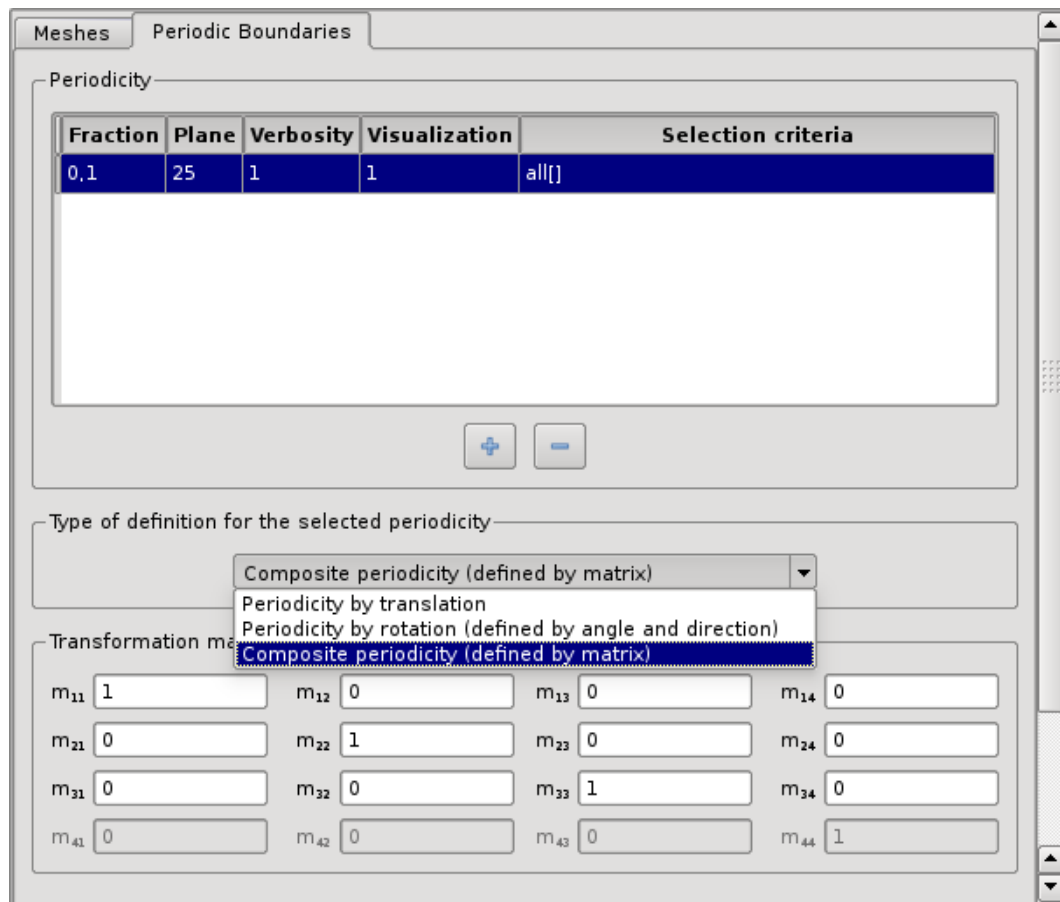 Meshes Periodic Boundaries
Periodicity
Fraction Plane Verbosity Visualization Selection criteria
0,1 25 1 1 all[]
Type of definition for the selected periodicity
Composite periodicity (defined by matrix)
Periodicity by translation
Periodicity by rotation (defined by angle and direction)
Composite periodicity (defined by matrix)
Transformation
m₁₁ 1 m₁₂ 0 m₁₃ 0 m₁₄ 0
m₂₁ 0 m₂₂ 1 m₂₃ 0 m₂₄ 0
m₃₁ 0 m₃₂ 0 m₃₃ 1 m₃₄ 0
m₄₁ 0 m₄₂ 0 m₄₃ 0 m₄₄ 1